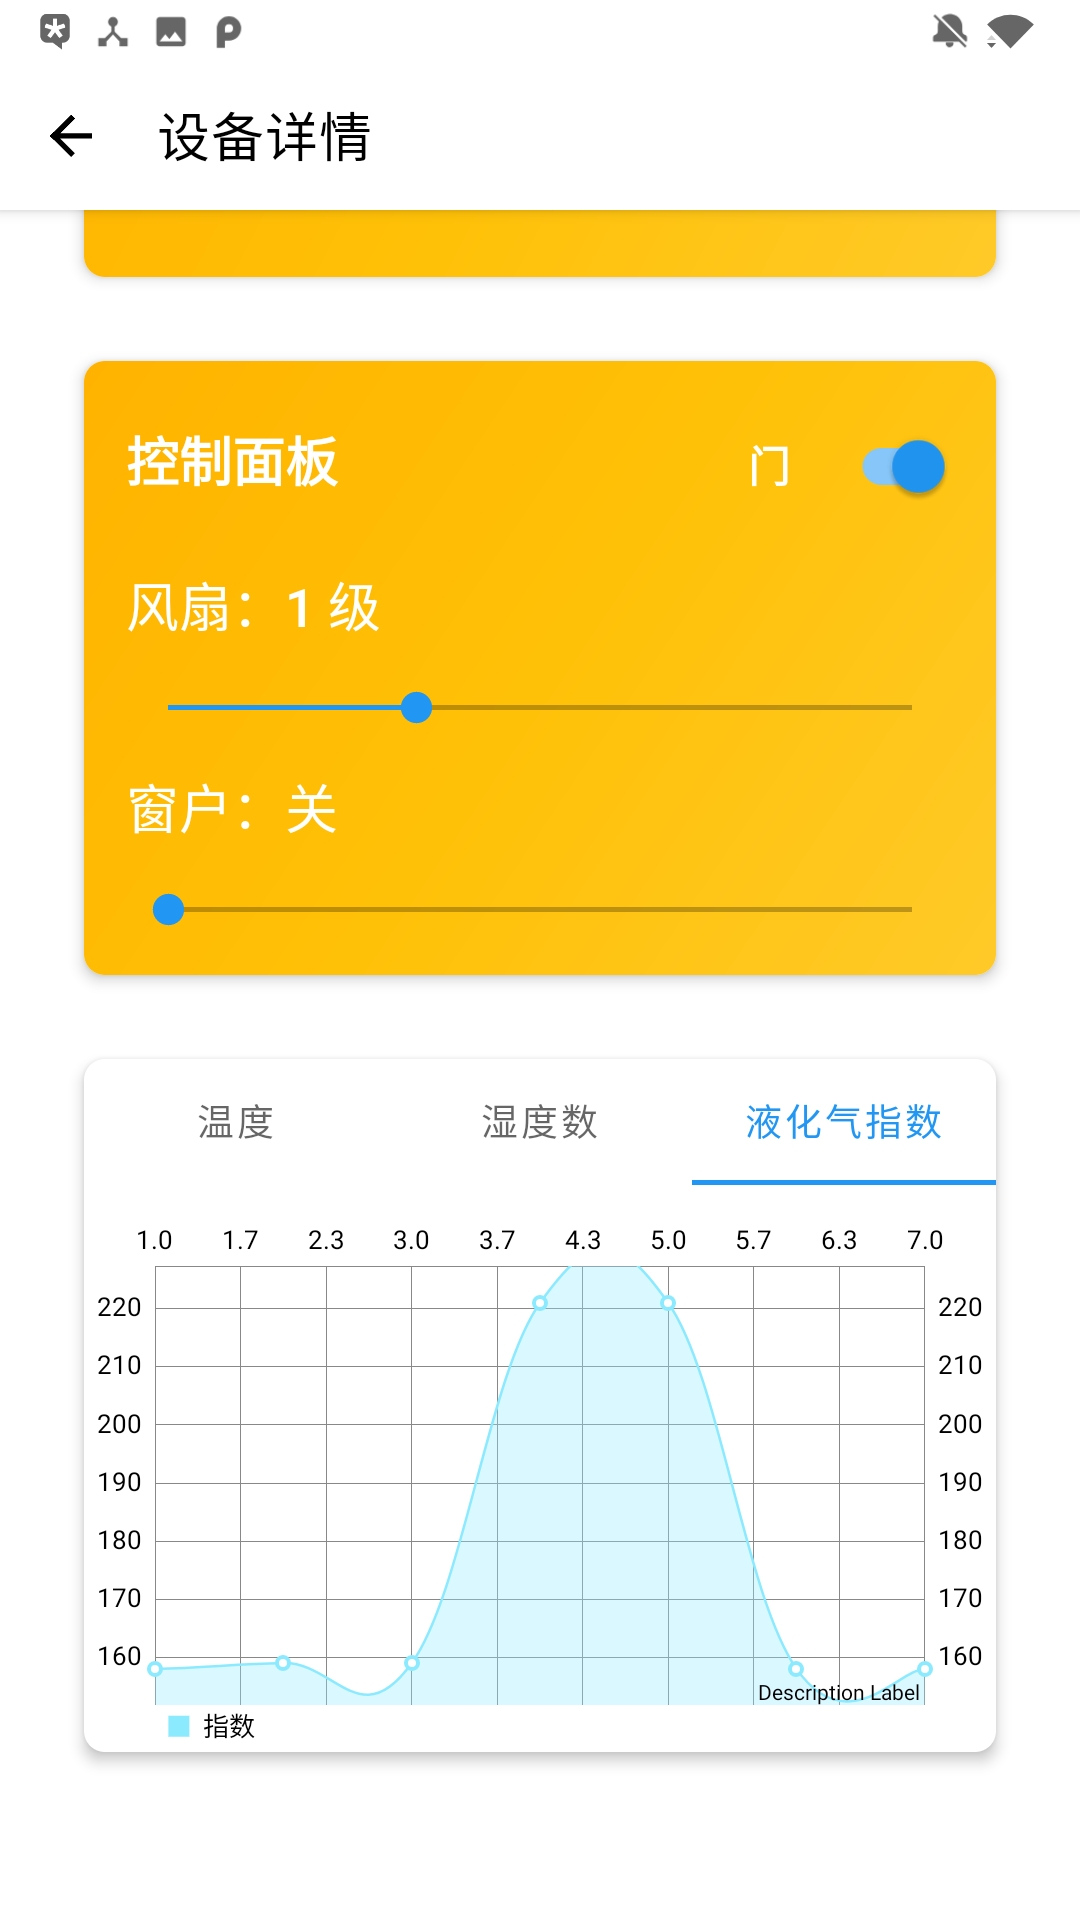 设备详情
控制面板 门
风扇：1 级
窗户：关
温度 湿度数 液化气指数
1.0 1.7 2.3 3.0 3.7 4.3 5.0 5.7 6.3 7.0
220 220
210 210
200 200
190 190
180 180
170 170
160 160
Description Label
指数